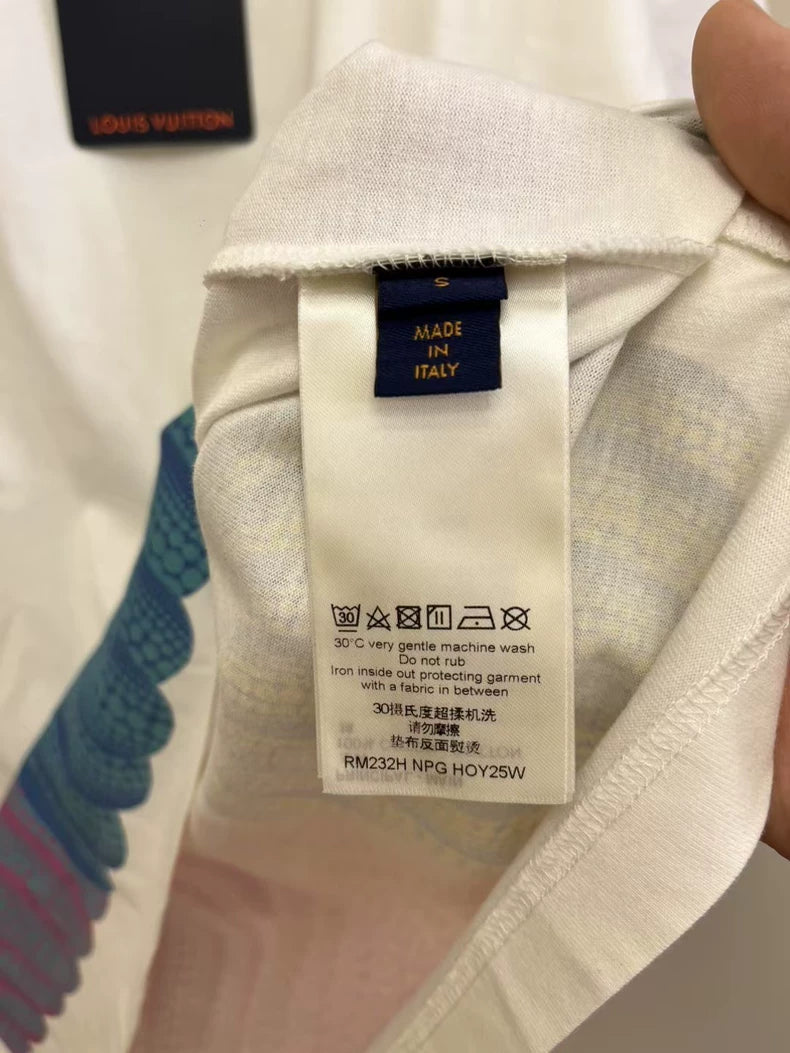 LOUIS VUITTON
S
MADE
IN
ITALY
30
30°C very gentle machine wash
Do not rub
Iron inside out protecting garment
with a fabric in between
30摄氏度超揉机洗
请勿摩擦
垫布反面熨烫
RM232H NPG HOY25W